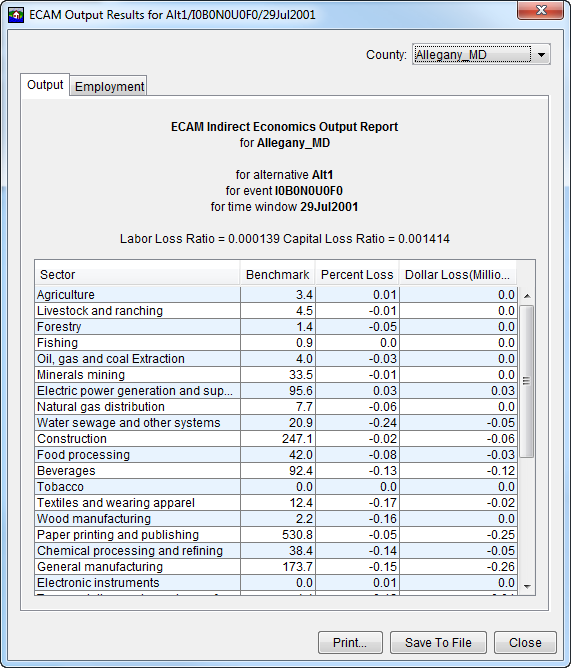 ECAM Output Results for Alt1/I0B0N0U0F0/29Jul2001
County: Allegany_MD
Output Employment
ECAM Indirect Economics Output Report
for Allegany_MD
for alternative Alt1
for event I0B0N0U0F0
for time window 29Jul2001
Labor Loss Ratio = 0.000139 Capital Loss Ratio = 0.001414
Sector Benchmark Percent Loss Dollar Loss(Millio...
Agriculture 3.4 0.01 0.0
Livestock and ranching 4.5 -0.01 0.0
Forestry 1.4 -0.05 0.0
Fishing 0.9 0.0 0.0
Oil, gas and coal Extraction 4.0 -0.03 0.0
Minerals mining 33.5 -0.01 0.0
Electric power generation and sup... 95.6 0.03 0.03
Natural gas distribution 7.7 -0.06 0.0
Water sewage and other systems 20.9 -0.24 -0.05
Construction 247.1 -0.02 -0.06
Food processing 42.0 -0.08 -0.03
Beverages 92.4 -0.13 -0.12
Tobacco 0.0 0.0 0.0
Textiles and wearing apparel 12.4 -0.17 -0.02
Wood manufacturing 2.2 -0.16 0.0
Paper printing and publishing 530.8 -0.05 -0.25
Chemical processing and refining 38.4 -0.14 -0.05
General manufacturing 173.7 -0.15 -0.26
Electronic instruments 0.0 0.01 0.0
Print... Save To File Close